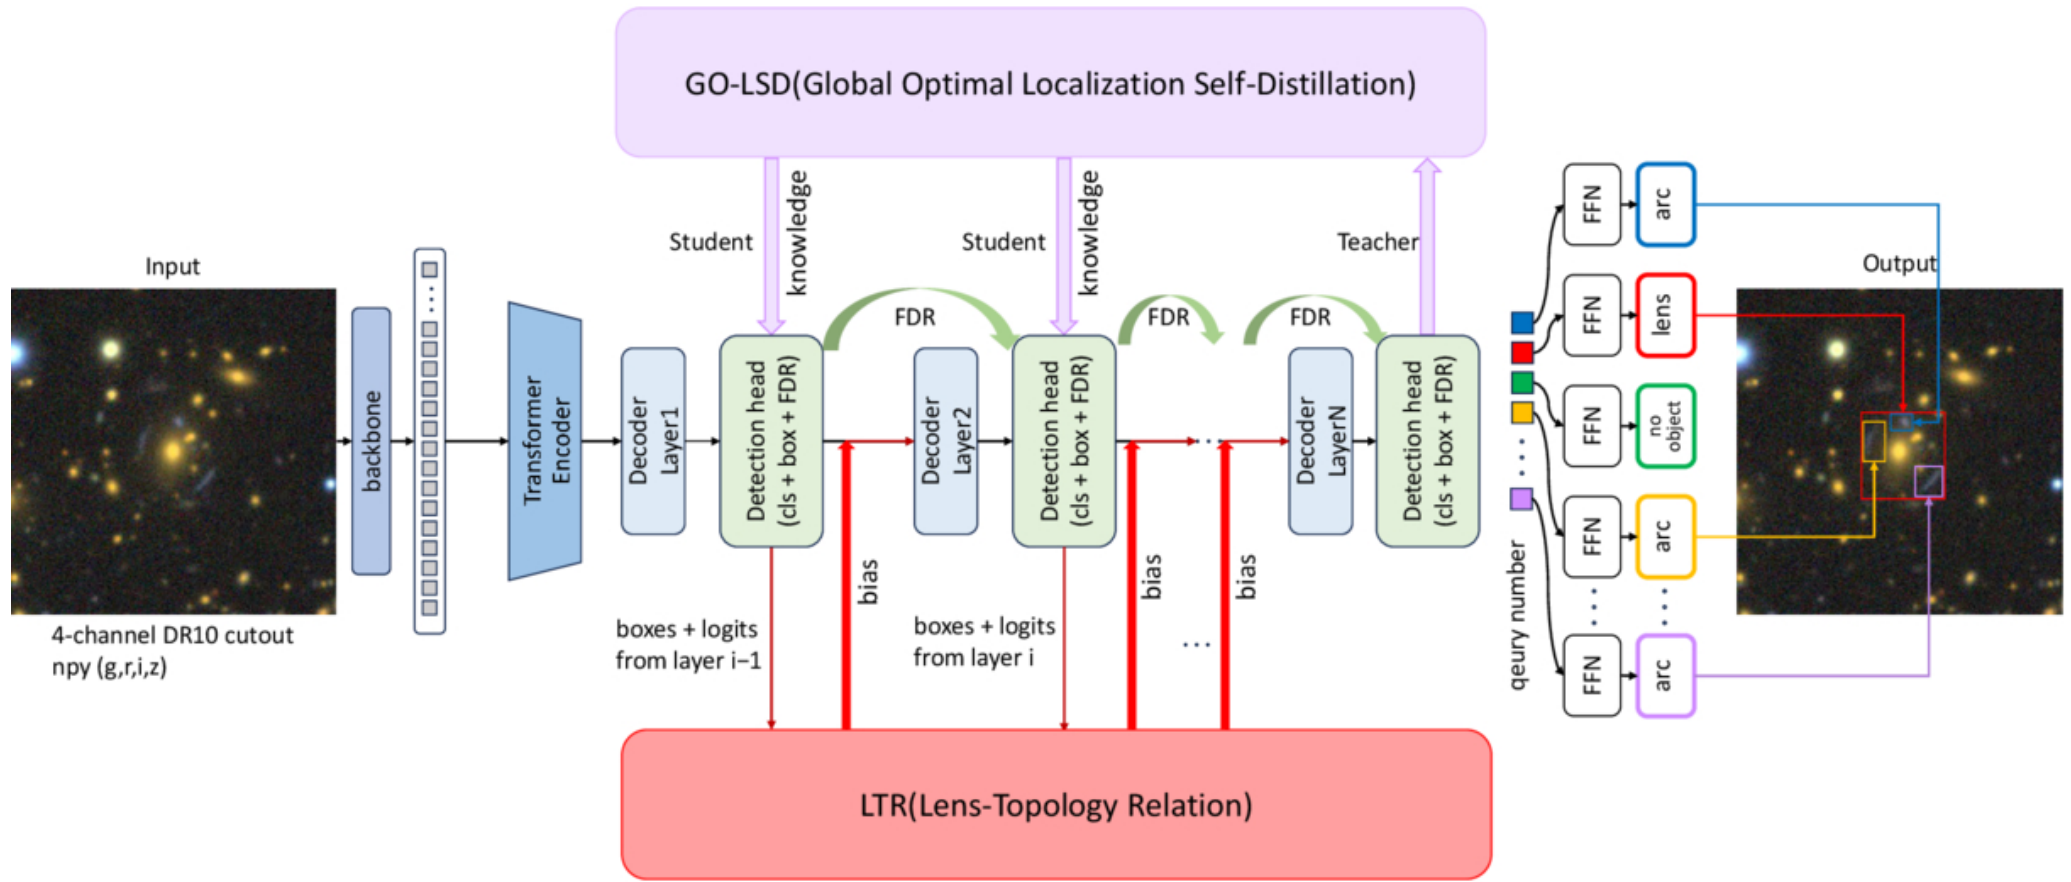 GO-LSD(Global Optimal Localization Self-Distillation)
Student
knowledge
Student
knowledge
Teacher
Input
4-channel DR10 cutout
npy (g,r,i,z)
backbone
Transformer
Encoder
Decoder
Layer1
Detection head
(cls + box + FDR)
FDR
Decoder
Layer2
Detection head
(cls + box + FDR)
FDR
...
FDR
Decoder
LayerN
Detection head
(cls + box + FDR)
boxes + logits
from layer i−1
bias
boxes + logits
from layer i
bias
...
bias
LTR(Lens-Topology Relation)
qeury number
FFN
arc
FFN
lens
FFN
no
object
FFN
arc
FFN
arc
Output